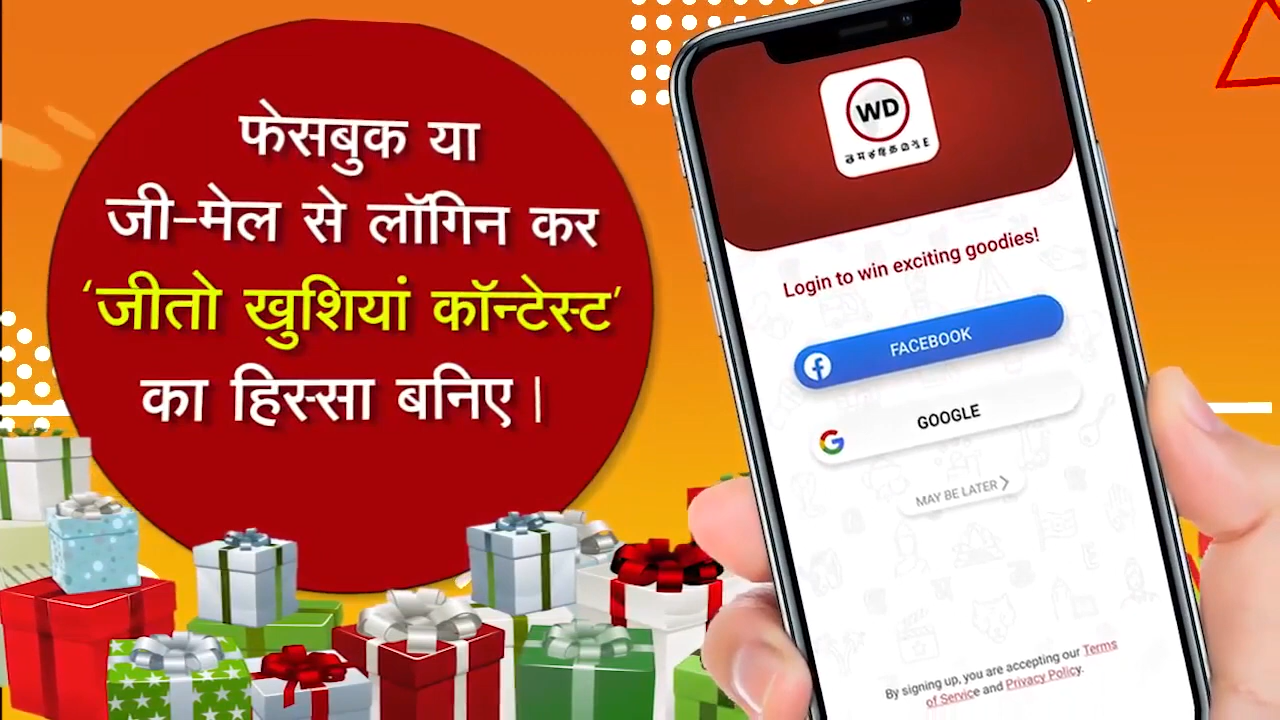 फेसबुक या
जी-मेल से लॉगिन कर
‘जीतो खुशियां कॉन्टेस्ट’
का हिस्सा बनिए|
WD
Login to win exciting goodies!
FACEBOOK
GOOGLE
MAY BE LATER
By signing up, you are accepting our Terms
of Service and Privacy Policy.